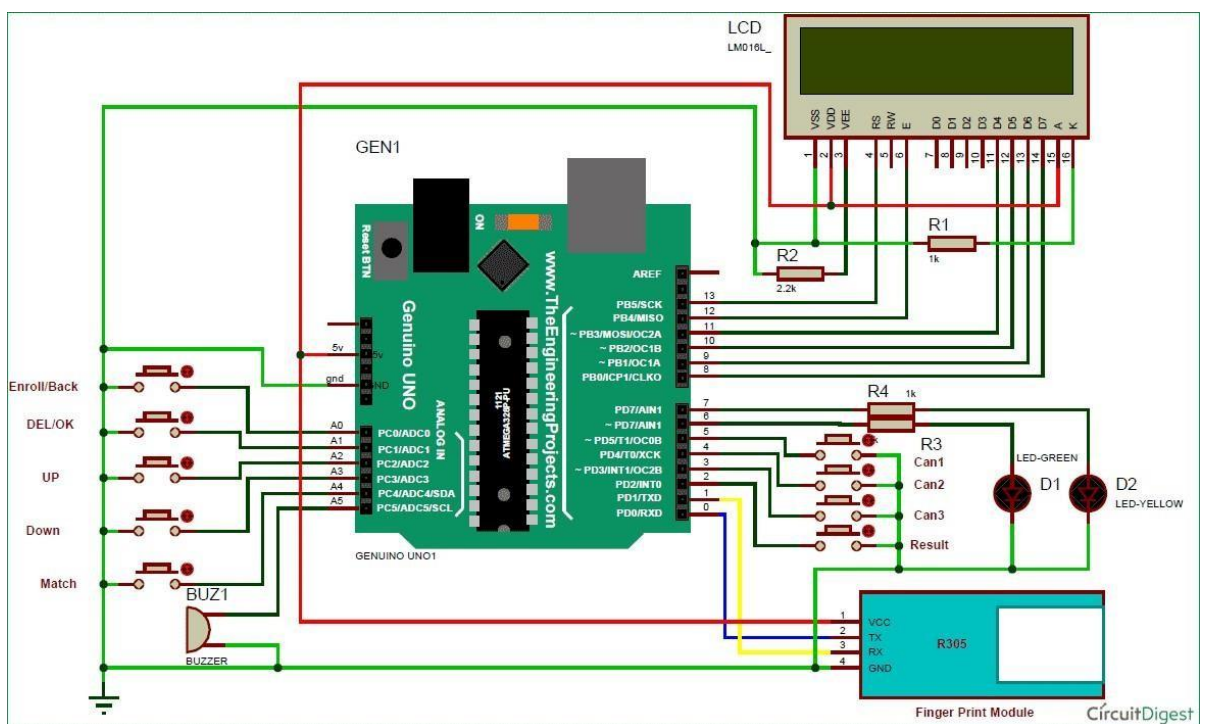 LCD
LM016L_
VSS
VDD
VEE
RS
RW
E
D0
D1
D2
D3
D4
D5
D6
D7
A
K
1
2
3
4
5
6
7
8
9
10
11
12
13
14
15
16
R1
1k
R2
2.2k
GEN1
Reset BTN
ON
Genuino UNO
www.TheEngineeringProjects.com
1121
ATMEGA328P-PU
ANALOG IN
5v
5v
gnd
GND
AREF
PB5/SCK 13
PB4/MISO 12
~ PB3/MOSI/OC2A 11
~ PB2/OC1B 10
~ PB1/OC1A 9
PB0/ICP1/CLKO 8
PD7/AIN1 7
~ PD7/AIN1 6
~ PD5/T1/OC0B 5
PD4/T0/XCK 4
~ PD3/INT1/OC2B 3
PD2/INT0 2
PD1/TXD 1
PD0/RXD 0
A0 PC0/ADC0
A1 PC1/ADC1
A2 PC2/ADC2
A3 PC3/ADC3
A4 PC4/ADC4/SDA
A5 PC5/ADC5/SCL
GENUINO UNO1
Enroll/Back
DEL/OK
UP
Down
Match
BUZ1
BUZZER
R4
1k
R3
Can1
Can2
Can3
Result
LED-GREEN
D1
D2
LED-YELLOW
1 VCC
2 TX
3 RX
4 GND
R305
Finger Print Module
CircuitDigest